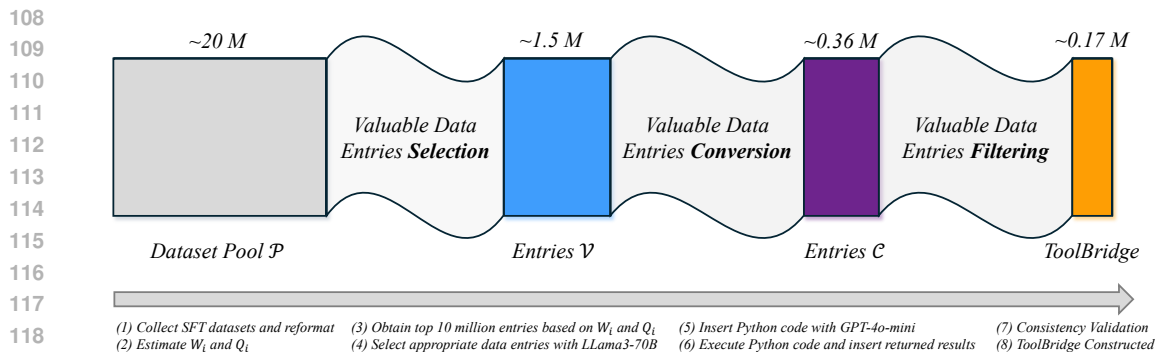 108
109
110
111
112
113
114
115
116
117
118
~20 M
~1.5 M
~0.36 M
~0.17 M
Valuable Data
Entries Selection
Valuable Data
Entries Conversion
Valuable Data
Entries Filtering
Dataset Pool 𝒫
Entries 𝒱
Entries 𝒞
ToolBridge
(1) Collect SFT datasets and reformat
(2) Estimate Wᵢ and Qᵢ
(3) Obtain top 10 million entries based on Wᵢ and Qᵢ
(4) Select appropriate data entries with LLama3-70B
(5) Insert Python code with GPT-4o-mini
(6) Execute Python code and insert returned results
(7) Consistency Validation
(8) ToolBridge Constructed